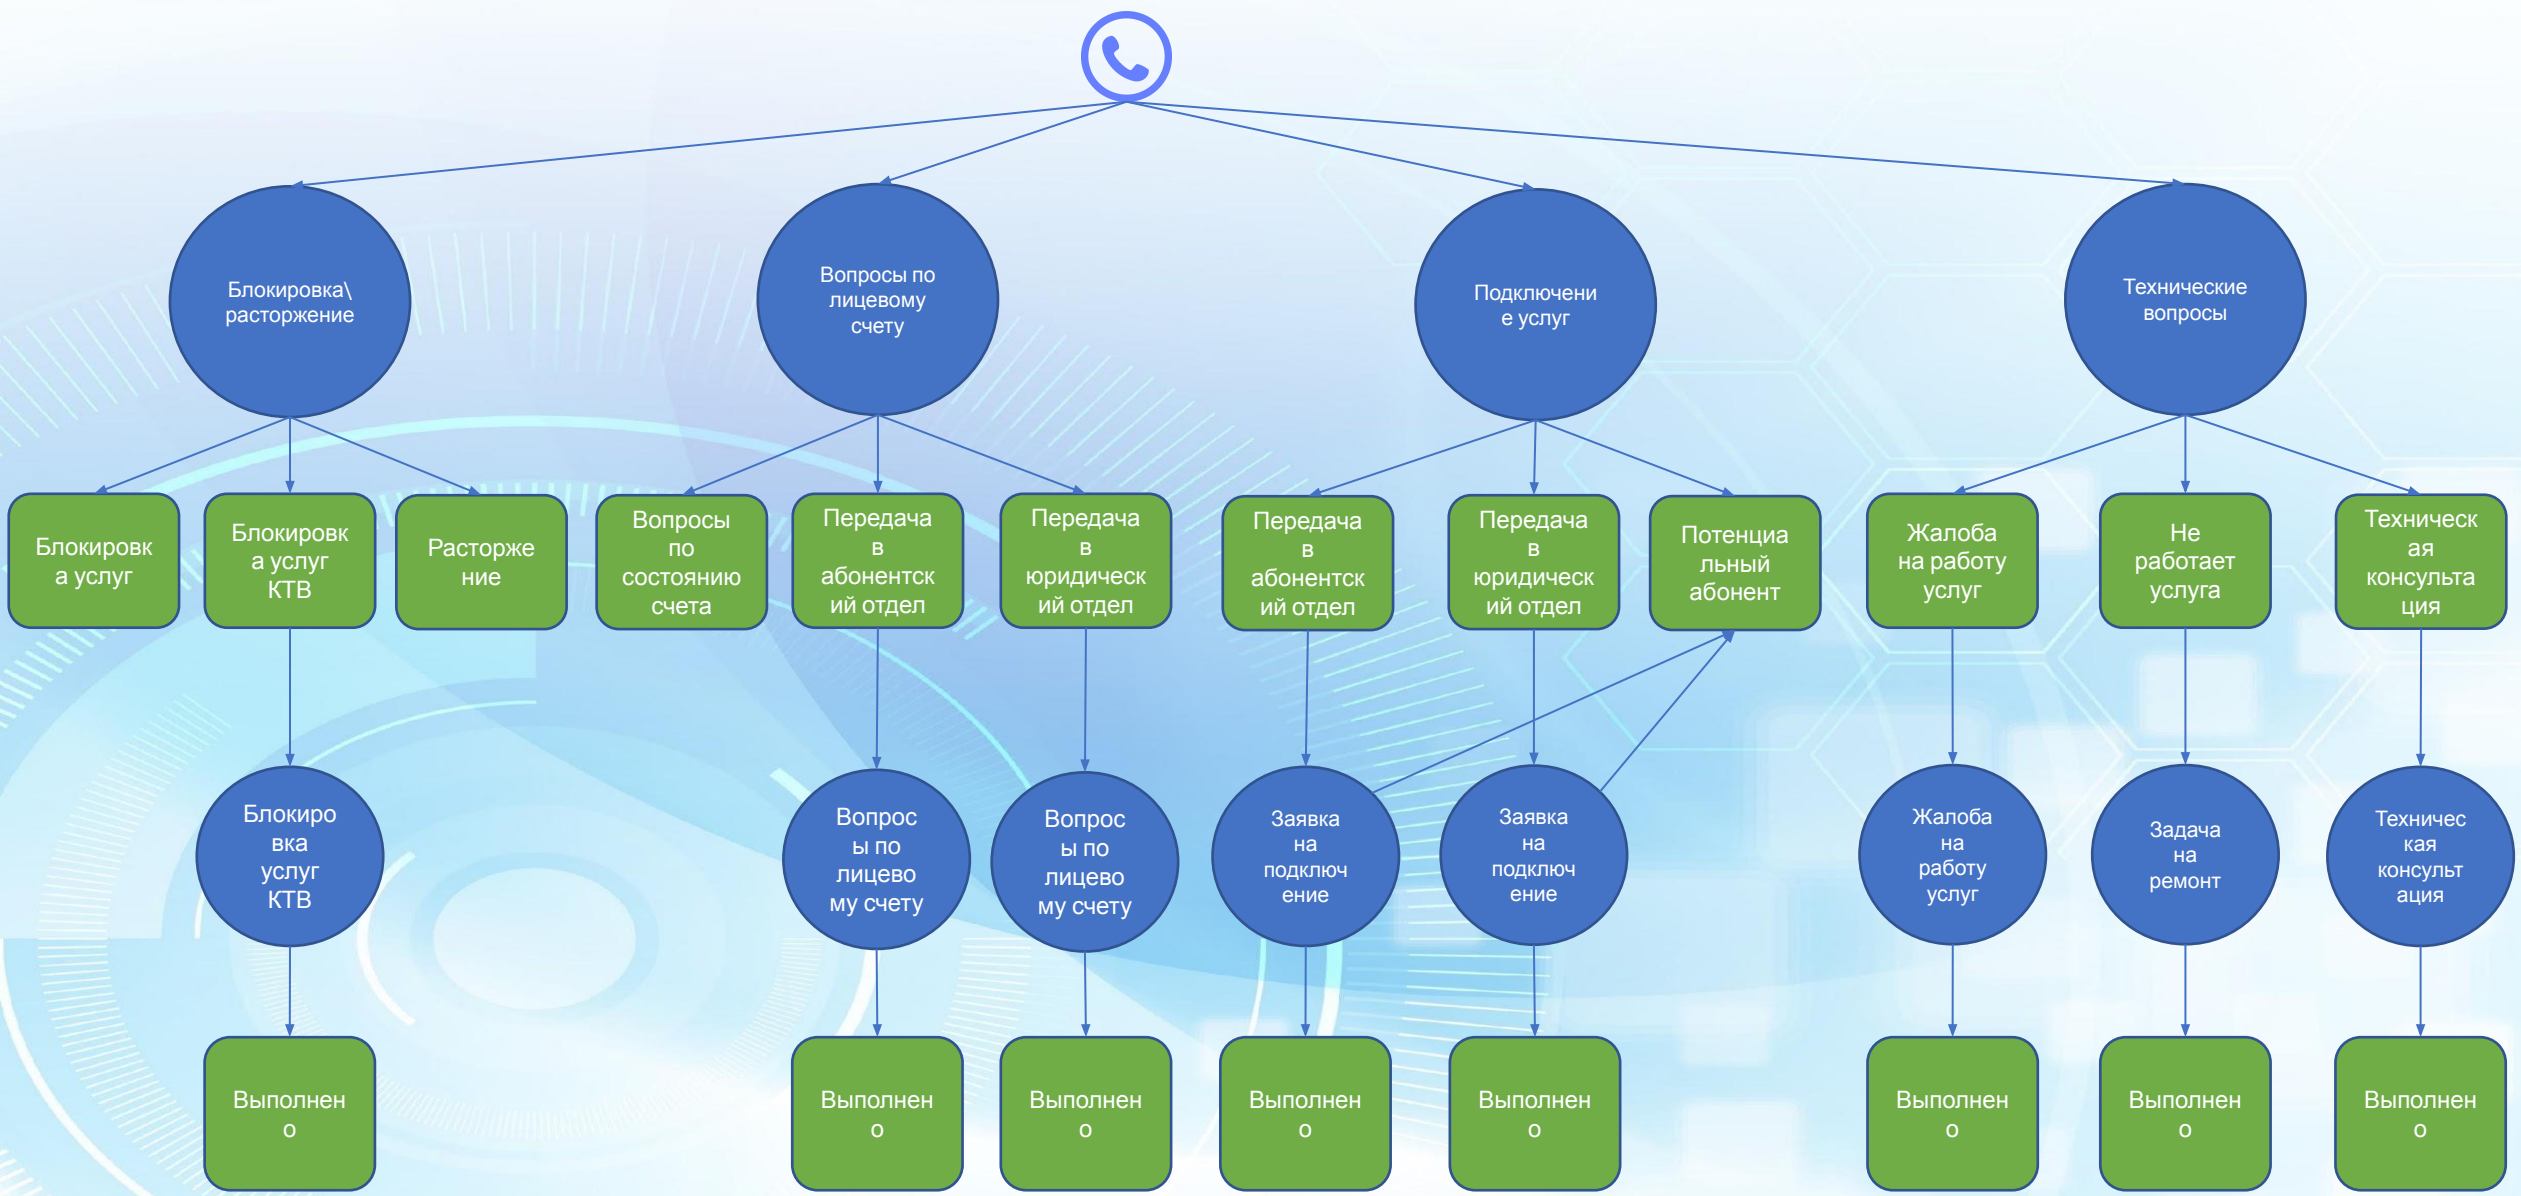 Блокировка\
расторжение
Вопросы по
лицевому
счету
Подключени
е услуг
Технические
вопросы
Блокировк
а услуг
Блокировк
а услуг
КТВ
Расторже
ние
Вопросы
по
состоянию
счета
Передача
в
абонентск
ий отдел
Передача
в
юридическ
ий отдел
Передача
в
абонентск
ий отдел
Передача
в
юридическ
ий отдел
Потенциа
льный
абонент
Жалоба
на работу
услуг
Не
работает
услуга
Техническ
ая
консульта
ция
Блокиро
вка
услуг
КТВ
Вопрос
ы по
лицево
му счету
Вопрос
ы по
лицево
му счету
Заявка
на
подключ
ение
Заявка
на
подключ
ение
Жалоба
на
работу
услуг
Задача
на
ремонт
Техничес
кая
консульт
ация
Выполнен
о
Выполнен
о
Выполнен
о
Выполнен
о
Выполнен
о
Выполнен
о
Выполнен
о
Выполнен
о